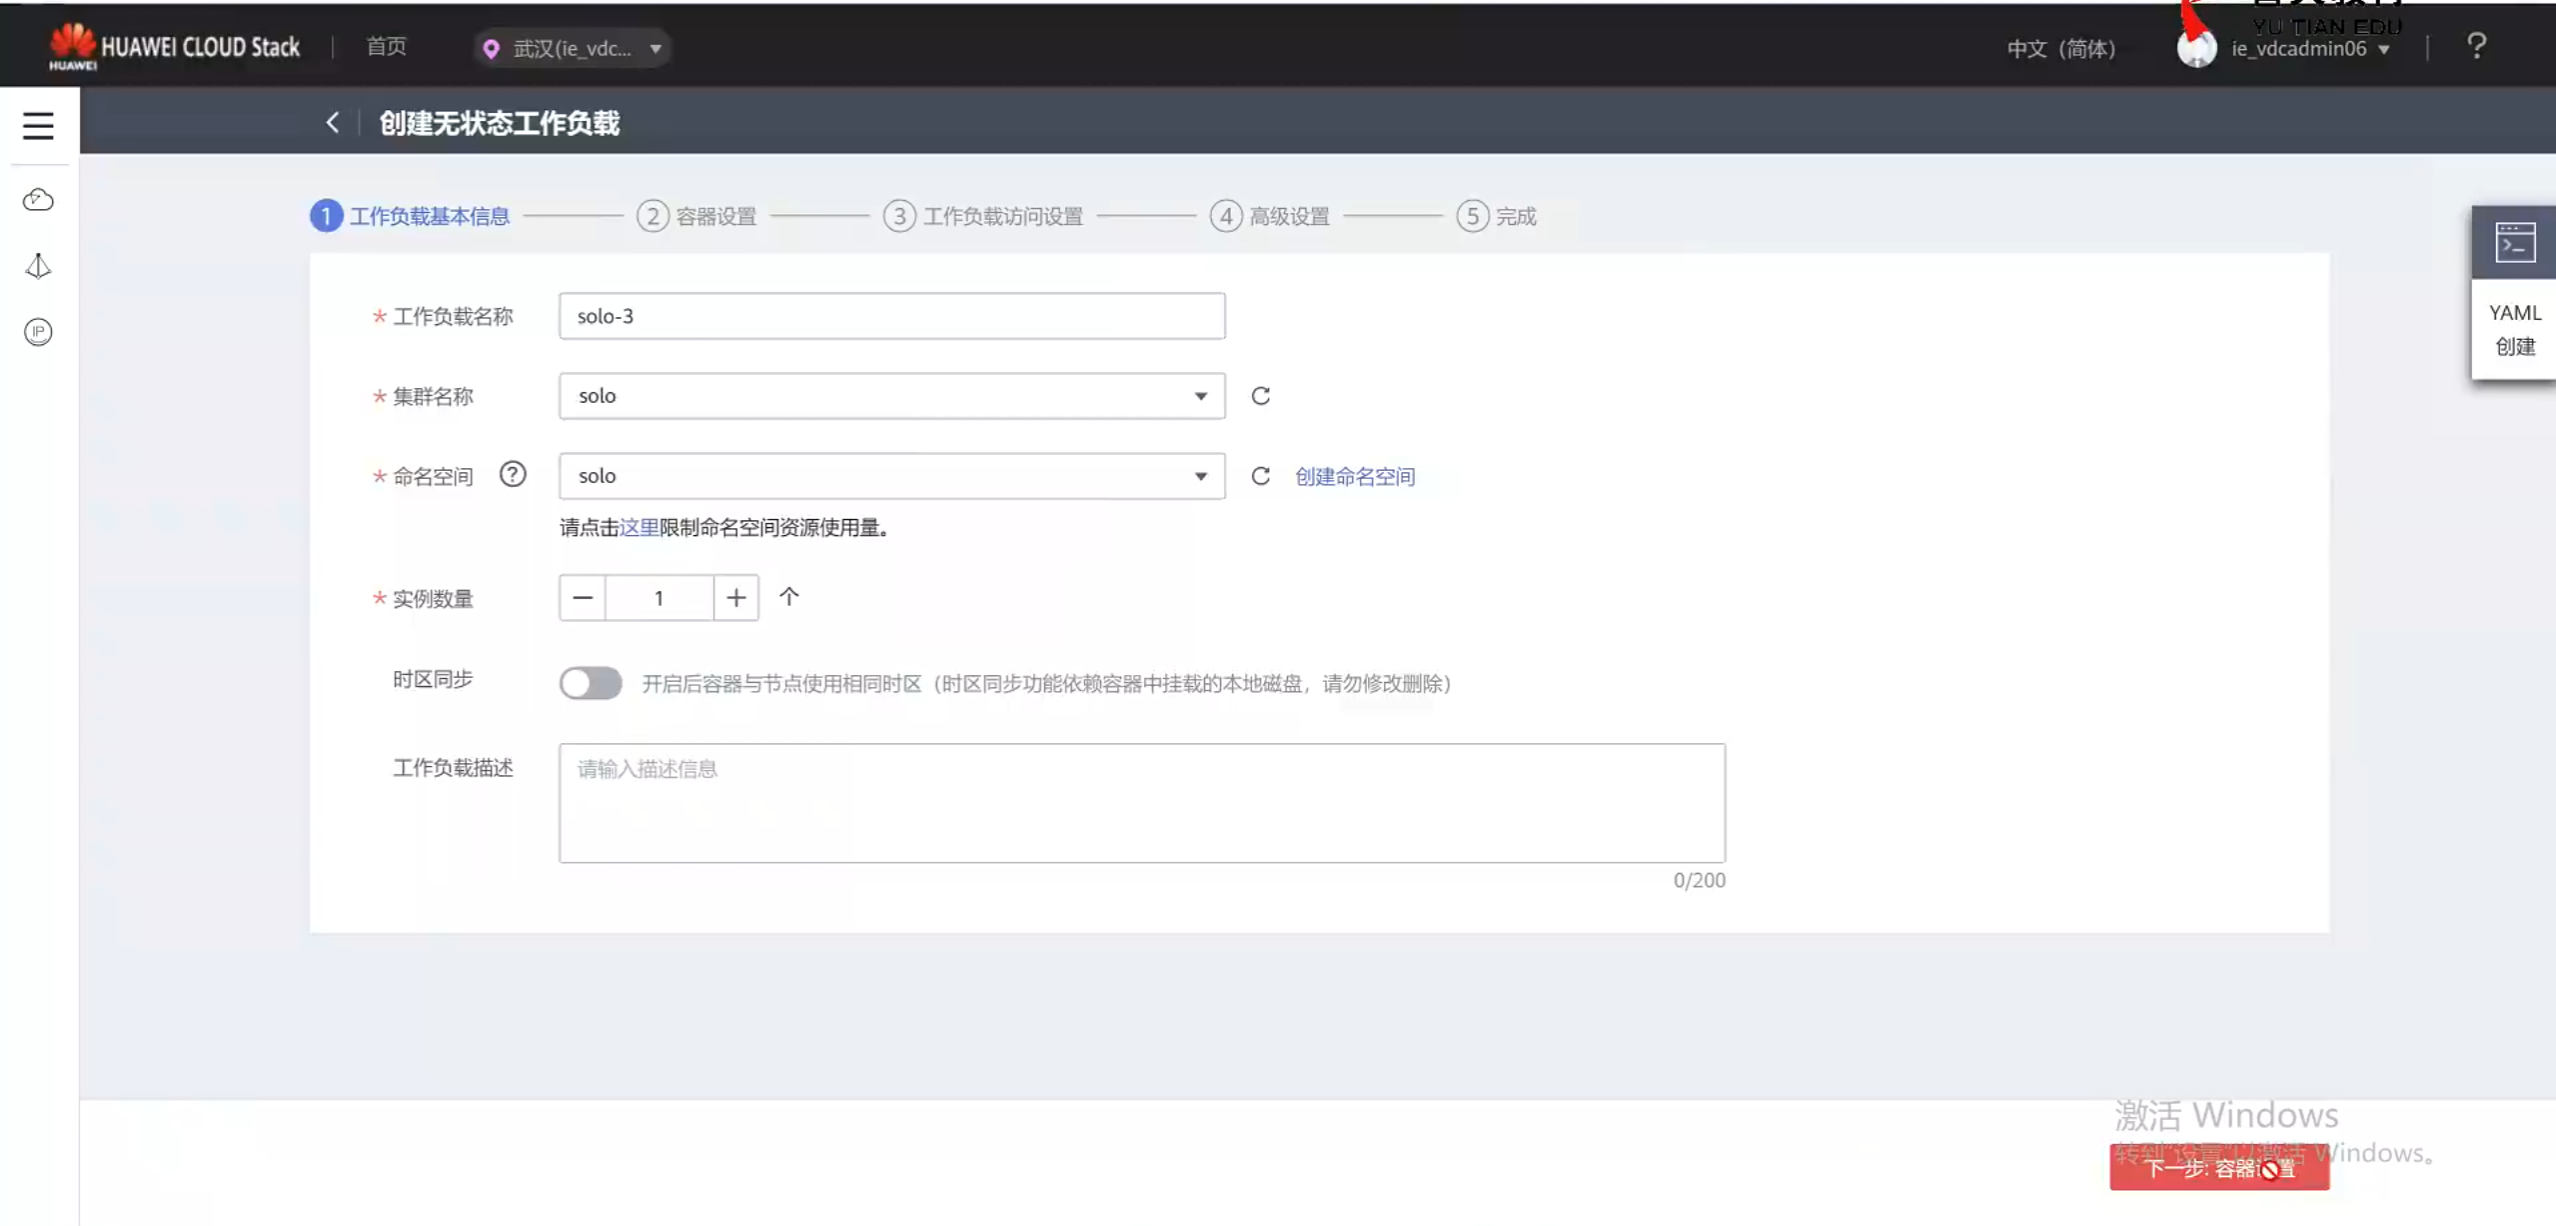 YU TIAN EDU
HUAWEI
HUAWEI CLOUD Stack
首页
武汉(ie_vdc...
中文（简体）
ie_vdcadmin06
?
创建无状态工作负载
1 工作负载基本信息
2 容器设置
3 工作负载访问设置
4 高级设置
5 完成
IP
YAML
创建
* 工作负载名称
solo-3
* 集群名称
solo
* 命名空间 ?
solo
创建命名空间
请点击这里限制命名空间资源使用量。
* 实例数量
1
个
时区同步
开启后容器与节点使用相同时区（时区同步功能依赖容器中挂载的本地磁盘，请勿修改删除）
工作负载描述
请输入描述信息
0/200
激活 Windows
转到"设置"以激活 Windows。
下一步: 容器设置